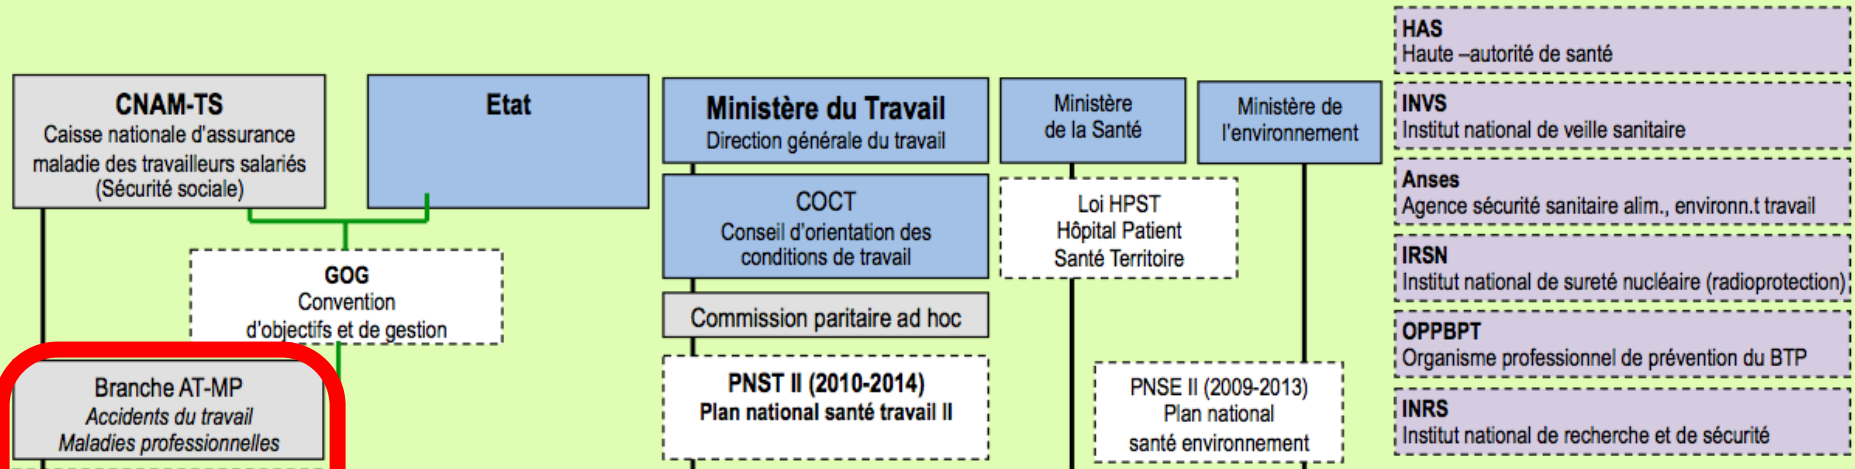 CNAM-TS
Caisse nationale d'assurance
maladie des travailleurs salariés
(Sécurité sociale)
Etat
Ministère du Travail
Direction générale du travail
Ministère
de la Santé
Ministère de
l'environnement
HAS
Haute –autorité de santé
INVS
Institut national de veille sanitaire
Anses
Agence sécurité sanitaire alim., environn.t travail
IRSN
Institut national de sureté nucléaire (radioprotection)
OPPBPT
Organisme professionnel de prévention du BTP
INRS
Institut national de recherche et de sécurité
COCT
Conseil d'orientation des
conditions de travail
Loi HPST
Hôpital Patient
Santé Territoire
GOG
Convention
d'objectifs et de gestion
Commission paritaire ad hoc
Branche AT-MP
Accidents du travail
Maladies professionnelles
PNST II (2010-2014)
Plan national santé travail II
PNSE II (2009-2013)
Plan national
santé environnement